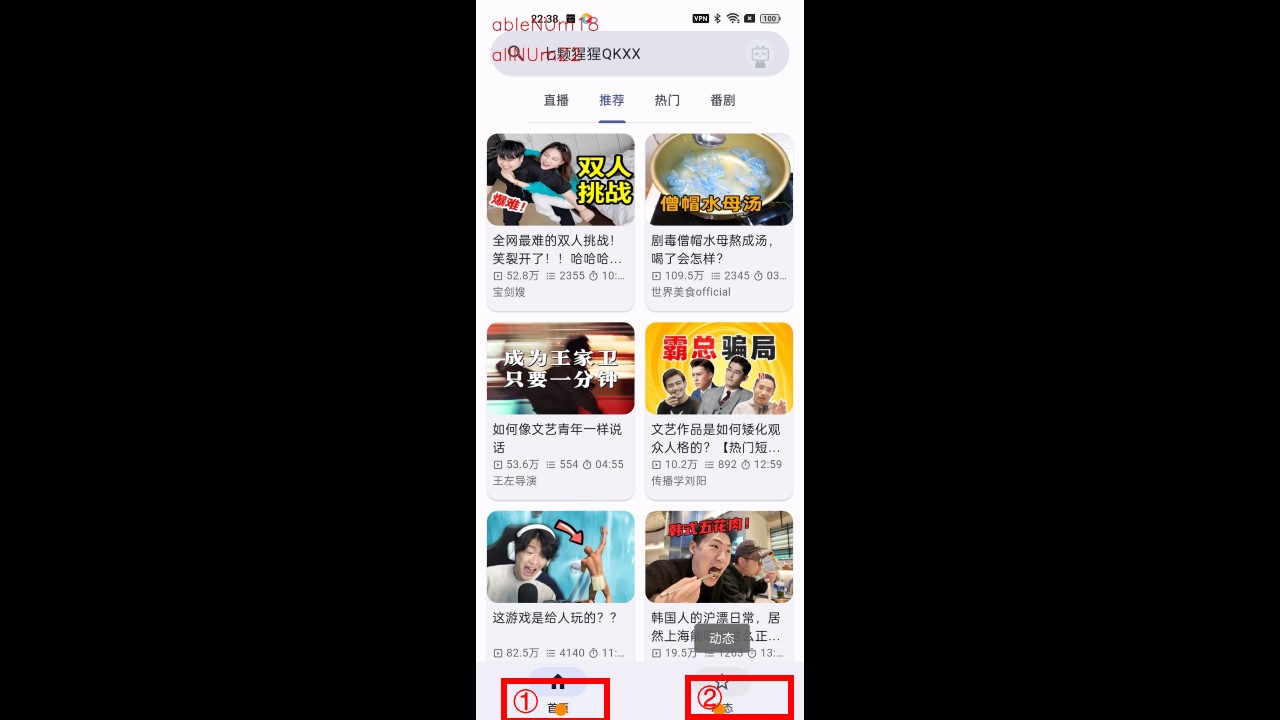 22:38
VPN
100
ableNUm18
allNUm22
七颗猩猩QKXX
直播
推荐
热门
番剧
双人
挑战
爆难！
全网最难的双人挑战！
笑裂开了！！哈哈哈...
52.8万 2355 10:...
宝剑嫂
僧帽水母汤
剧毒僧帽水母熬成汤，
喝了会怎样？
109.5万 2345 03...
世界美食official
成为王家卫
只要一分钟
如何像文艺青年一样说
话
53.6万 554 04:55
王左导演
霸总骗局
文艺作品是如何矮化观
众人格的？【热门短...
10.2万 892 12:59
传播学刘阳
这游戏是给人玩的？？
82.5万 4140 11:...
韩式五花肉！
韩国人的沪漂日常，居
然上海能 么正...
19.5万 1263 13:...
动态
①
首页
②
动态